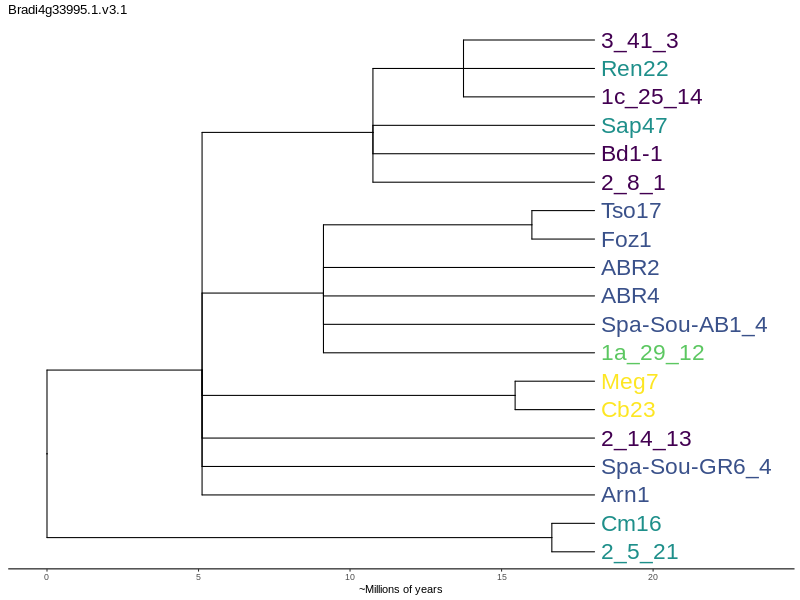 Bradi4g33995.1.v3.1
3_41_3
Ren22
1c_25_14
Sap47
Bd1-1
2_8_1
Tso17
Foz1
ABR2
ABR4
Spa-Sou-AB1_4
1a_29_12
Meg7
Cb23
2_14_13
Spa-Sou-GR6_4
Arn1
Cm16
2_5_21
0 5 10 15 20
~Millions of years